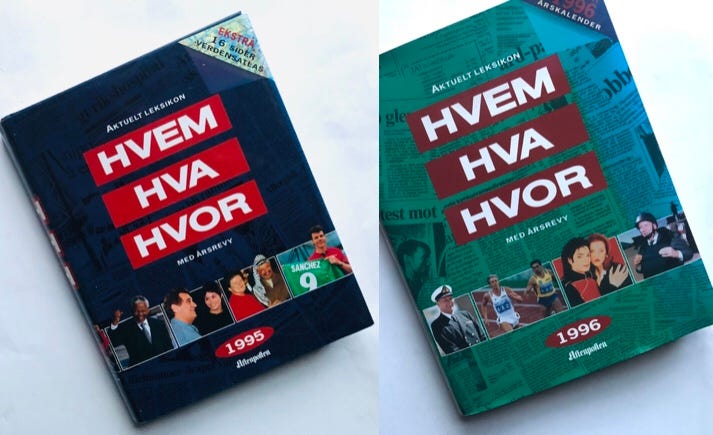 EKSTRA
16 SIDER
VERDENSATLAS
AKTUELT LEKSIKON
HVEM
HVA
HVOR
MED ÅRSREVY
SANCHEZ
9
1995
Aftenposten
1996
ÅRSKALENDER
AKTUELT LEKSIKON
HVEM
HVA
HVOR
MED ÅRSREVY
1996
Aftenposten